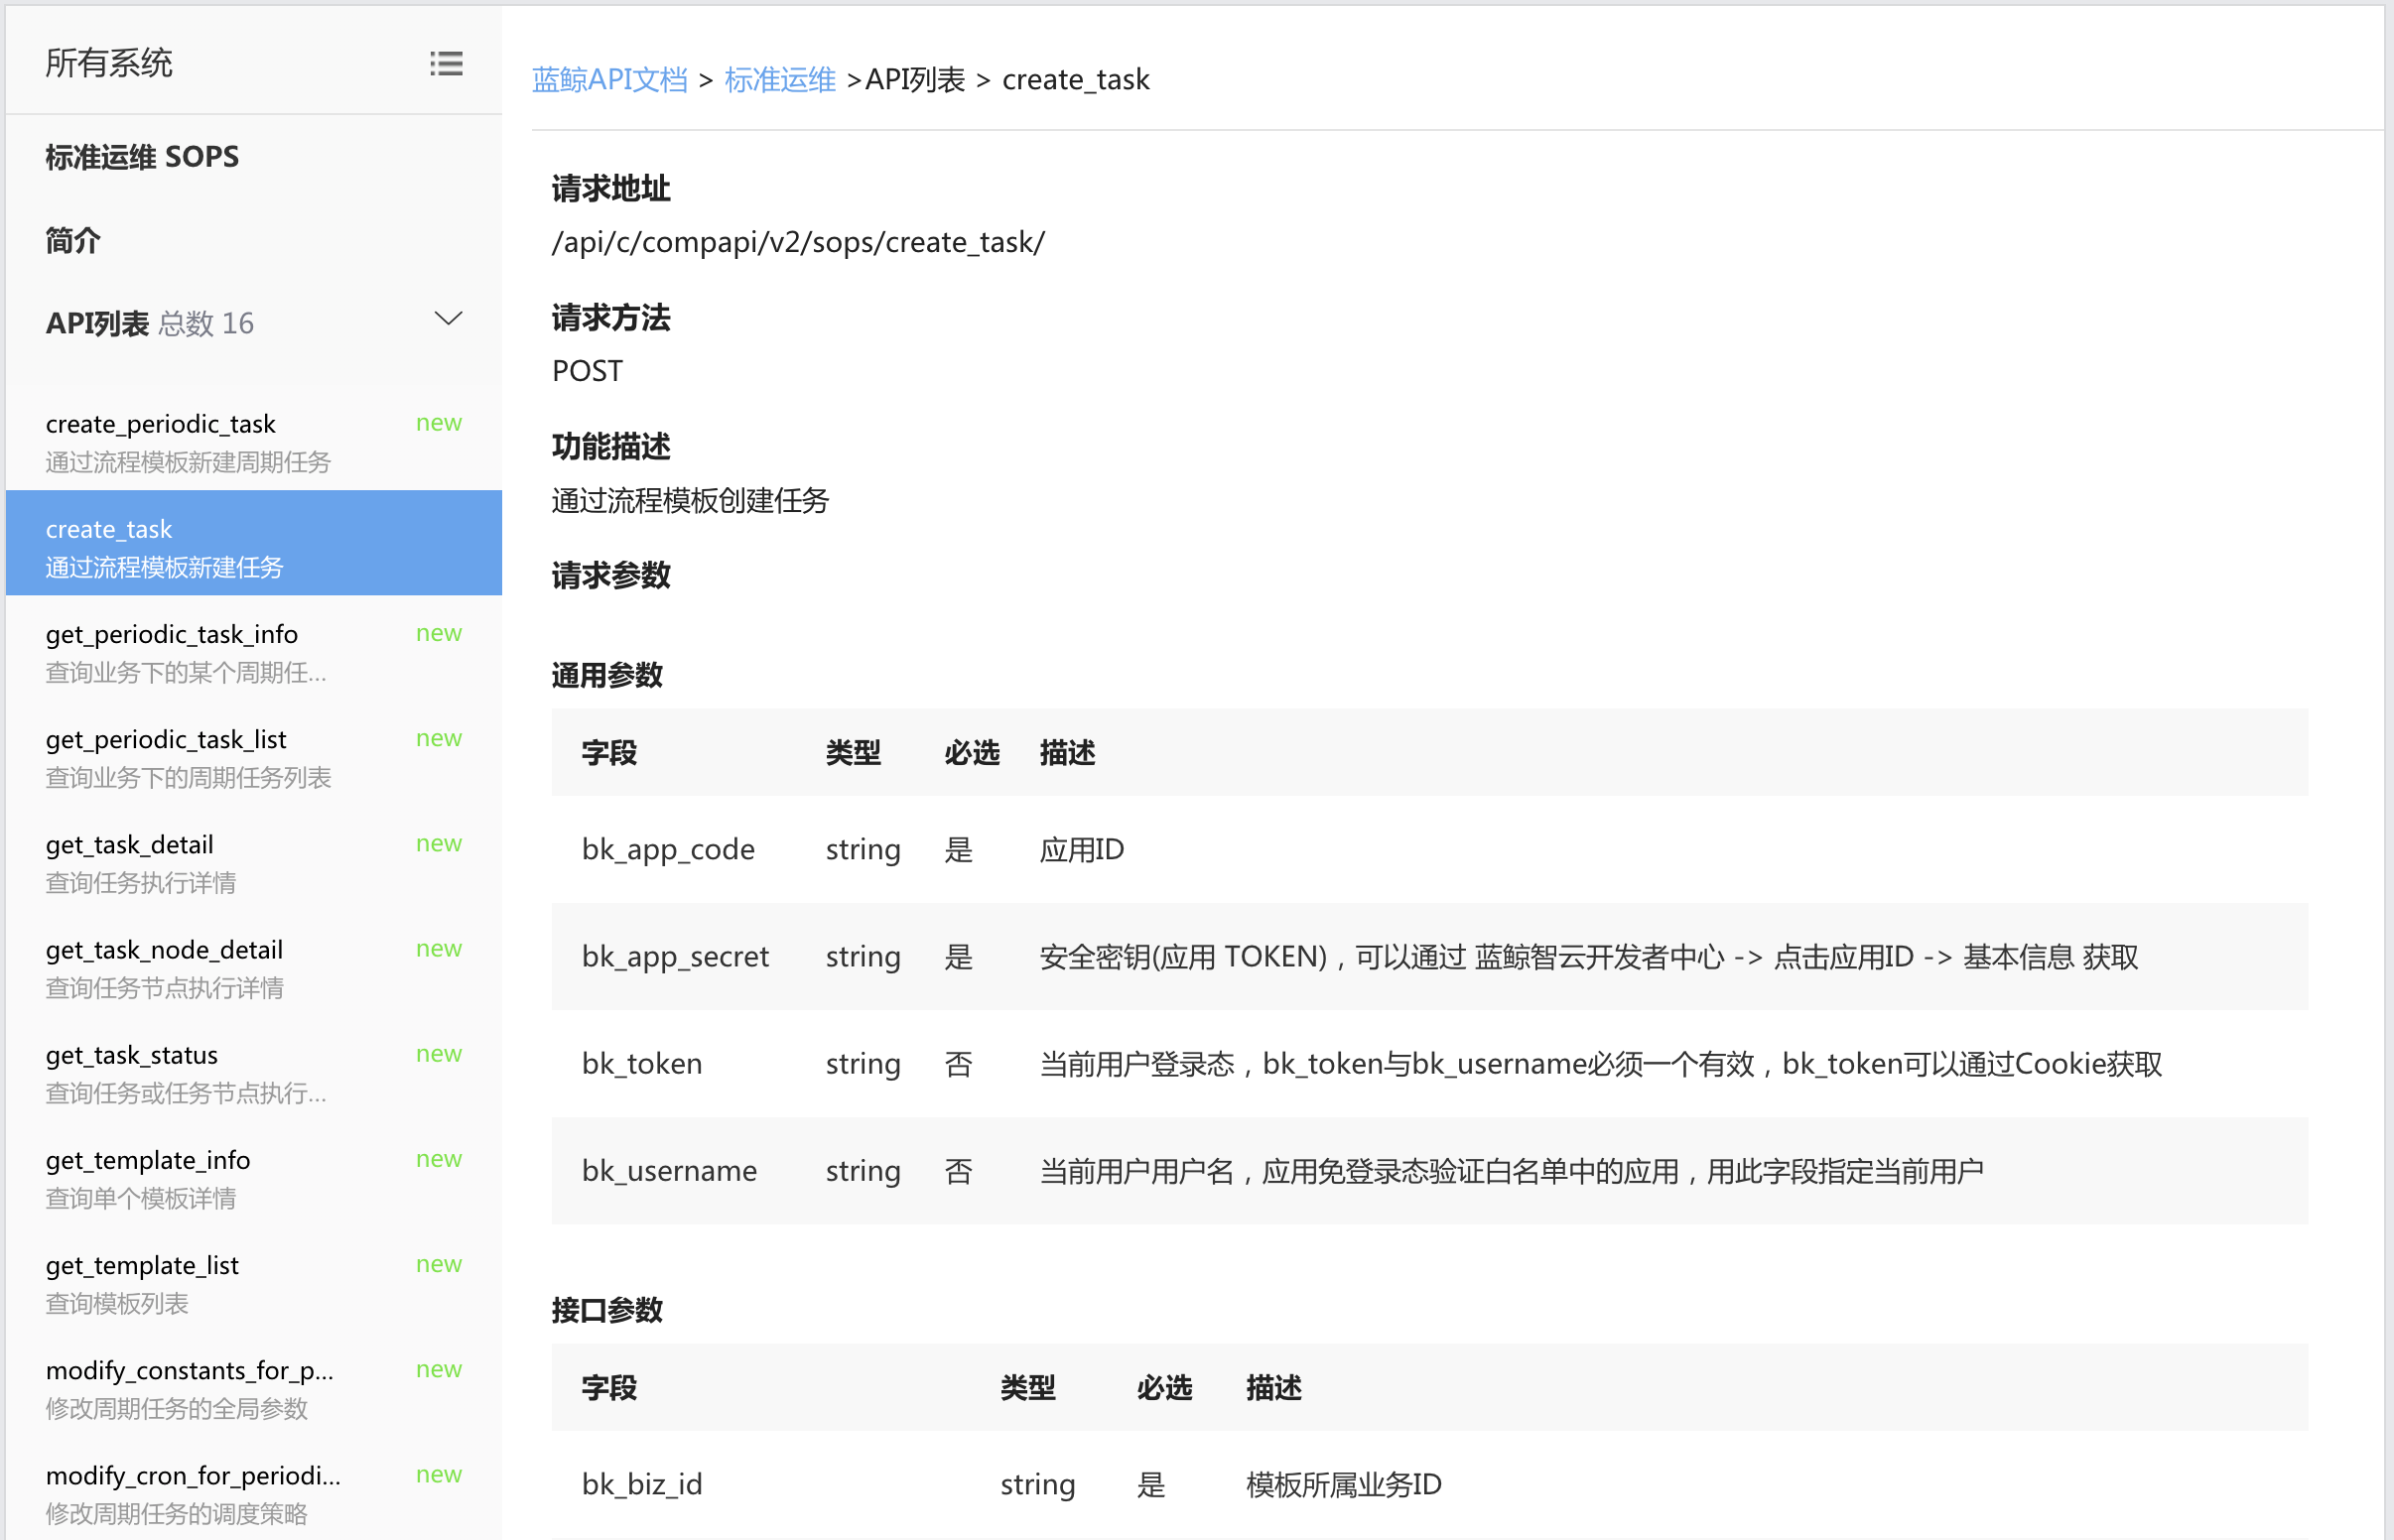 所有系统
标准运维 SOPS
简介
API列表 总数 16
create_periodic_task new
通过流程模板新建周期任务
create_task
通过流程模板新建任务
get_periodic_task_info new
查询业务下的某个周期任...
get_periodic_task_list new
查询业务下的周期任务列表
get_task_detail new
查询任务执行详情
get_task_node_detail new
查询任务节点执行详情
get_task_status new
查询任务或任务节点执行...
get_template_info new
查询单个模板详情
get_template_list new
查询模板列表
modify_constants_for_p... new
修改周期任务的全局参数
modify_cron_for_periodi... new
修改周期任务的调度策略
蓝鲸API文档 > 标准运维 >API列表 > create_task
请求地址
/api/c/compapi/v2/sops/create_task/
请求方法
POST
功能描述
通过流程模板创建任务
请求参数
通用参数
字段 类型 必选 描述
bk_app_code string 是 应用ID
bk_app_secret string 是 安全密钥(应用 TOKEN)，可以通过 蓝鲸智云开发者中心 -> 点击应用ID -> 基本信息 获取
bk_token string 否 当前用户登录态，bk_token与bk_username必须一个有效，bk_token可以通过Cookie获取
bk_username string 否 当前用户用户名，应用免登录态验证白名单中的应用，用此字段指定当前用户
接口参数
字段 类型 必选 描述
bk_biz_id string 是 模板所属业务ID